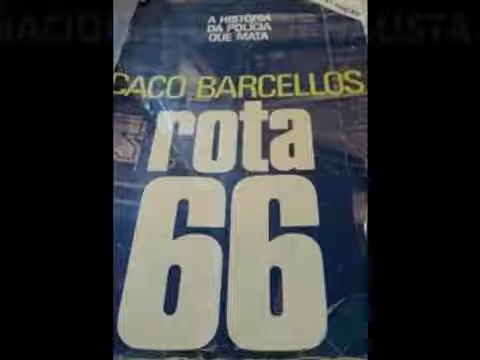 A HISTÓRIA
DA POLÍCIA
QUE MATA
CACO BARCELLOS
rota
66